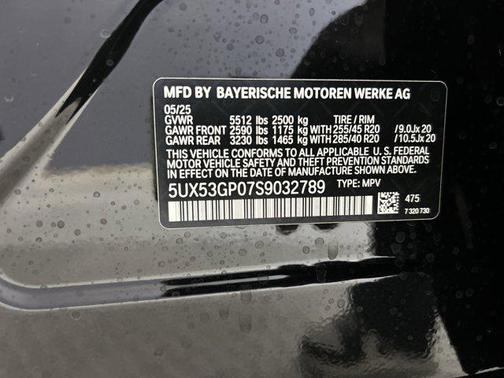 MFD BY BAYERISCHE MOTOREN WERKE AG
05/25
GVWR 5512 lbs 2500 kg TIRE / RIM
GAWR FRONT 2590 lbs 1175 kg WITH 255/45 R20 / 9.0Jx20
GAWR REAR 3230 lbs 1465 kg WITH 285/40 R20 / 10.5Jx20
THIS VEHICLE CONFORMS TO ALL APPLICABLE U.S. FEDERAL
MOTOR VEHICLE SAFETY AND THEFT PREVENTION STANDARDS
IN EFFECT ON THE DATE OF MANUFACTURE SHOWN ABOVE.
5UX53GP07S9032789 TYPE: MPV
475
7 320 730